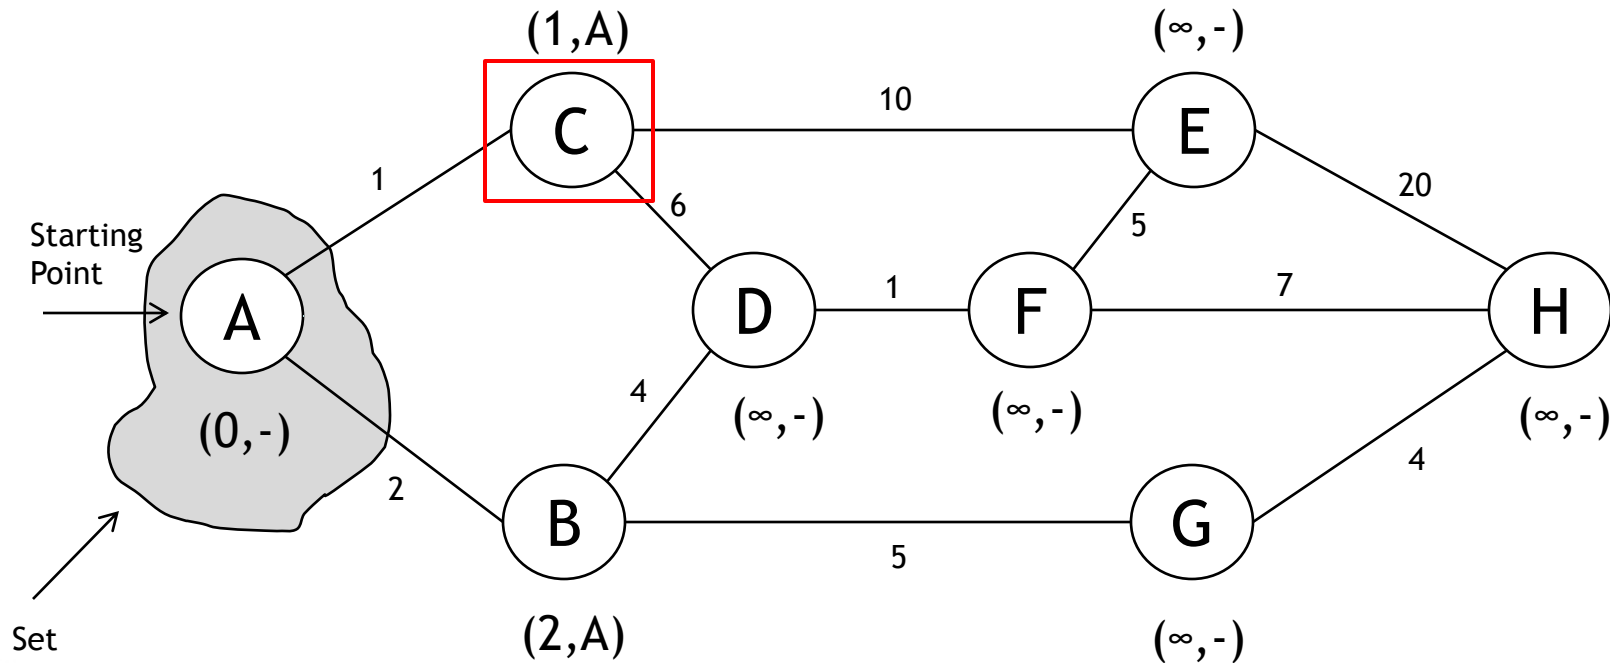 (1,A)
(∞,-)
C
10
E
1
6
20
5
Starting
Point
A
D
1
F
7
H
(0,-)
4
(∞,-)
(∞,-)
(∞,-)
2
4
B
5
G
Set
(2,A)
(∞,-)